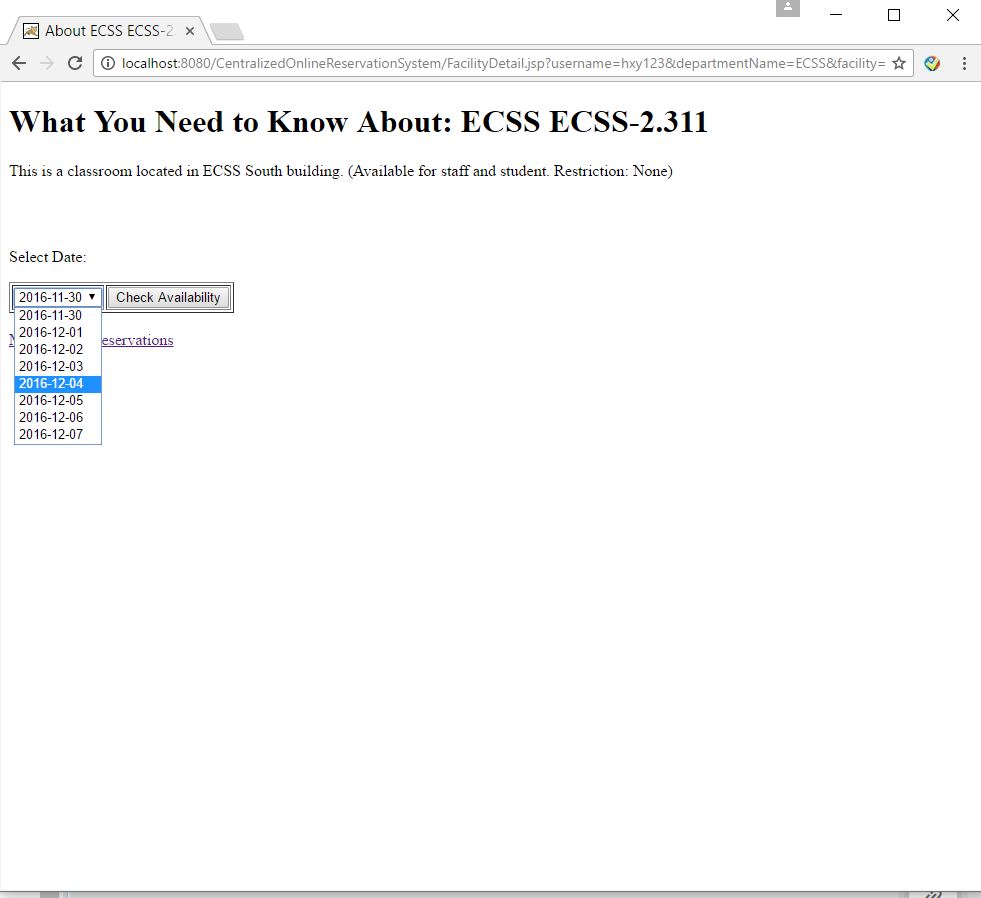 About ECSS ECSS-2
localhost:8080/CentralizedOnlineReservationSystem/FacilityDetail.jsp?username=hxy123&departmentName=ECSS&facility=
What You Need to Know About: ECSS ECSS-2.311
This is a classroom located in ECSS South building. (Available for staff and student. Restriction: None)
Select Date:
2016-11-30 Check Availability
2016-11-30
2016-12-01
eservations
2016-12-02
2016-12-03
2016-12-04
2016-12-05
2016-12-06
2016-12-07